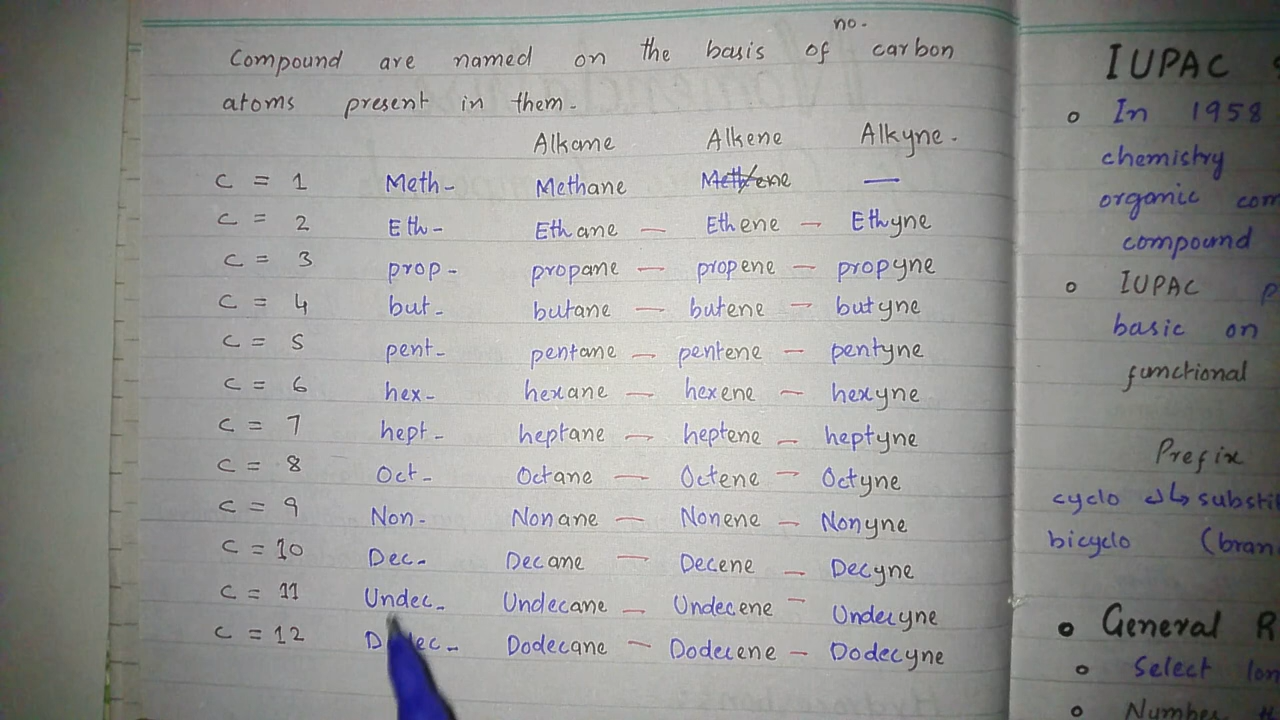 Compound are named on the basis of no. carbon
atoms present in them.
Alkane Alkene Alkyne.
C = 1 Meth- Methane Methene —
C = 2 Eth- Ethane — Ethene — Ethyne
C = 3 prop- propane — propene — propyne
C = 4 but- butane — butene — butyne
C = 5 pent- pentane — pentene — pentyne
C = 6 hex- hexane — hexene — hexyne
C = 7 hept- heptane — heptene — heptyne
C = 8 Oct- Octane — Octene — Octyne
C = 9 Non- Nonane — Nonene — Nonyne
C = 10 Dec- Decane — Decene — Decyne
C = 11 Undec- Undecane — Undecene — Undecyne
C = 12 Dodecane — Dodecene — Dodecyne
IUPAC
o In 1958
chemistry
organic
compound
o IUPAC
basic on
functional
Prefix
cyclo
bicyclo
o General
o Select
o